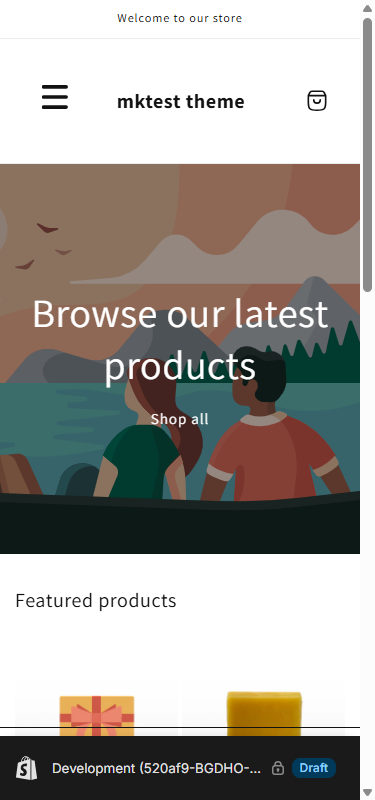 Welcome to our store
mktest theme
Browse our latest
products
Shop all
Featured products
Development (520af9-BGDHO-...
Draft